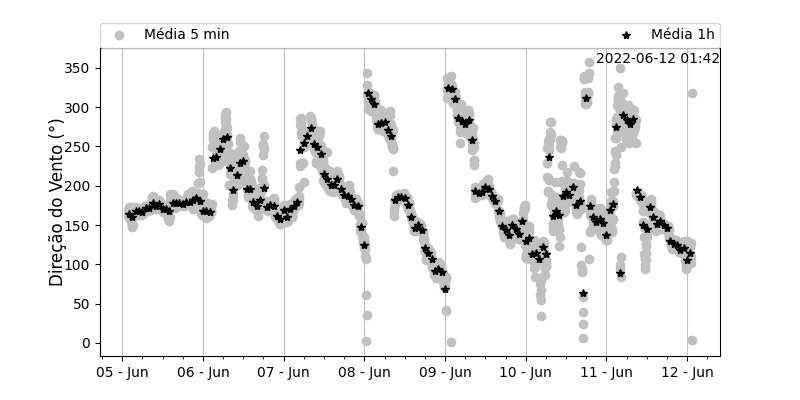 Média 5 min
Média 1h
2022-06-12 01:42
Direção do Vento (°)
350
300
250
200
150
100
50
0
05 - Jun
06 - Jun
07 - Jun
08 - Jun
09 - Jun
10 - Jun
11 - Jun
12 - Jun